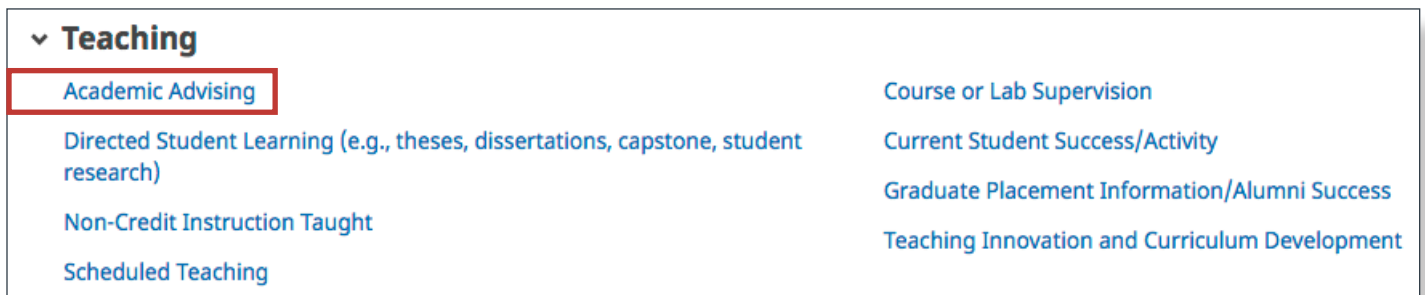 Teaching
Academic Advising
Directed Student Learning (e.g., theses, dissertations, capstone, student
research)
Non-Credit Instruction Taught
Scheduled Teaching
Course or Lab Supervision
Current Student Success/Activity
Graduate Placement Information/Alumni Success
Teaching Innovation and Curriculum Development